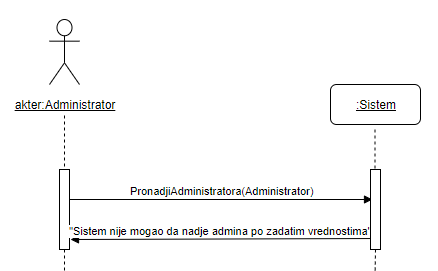 akter:Administrator
:Sistem
PronadjiAdministratora(Administrator)
"Sistem nije mogao da nadje admina po zadatim vrednostima"